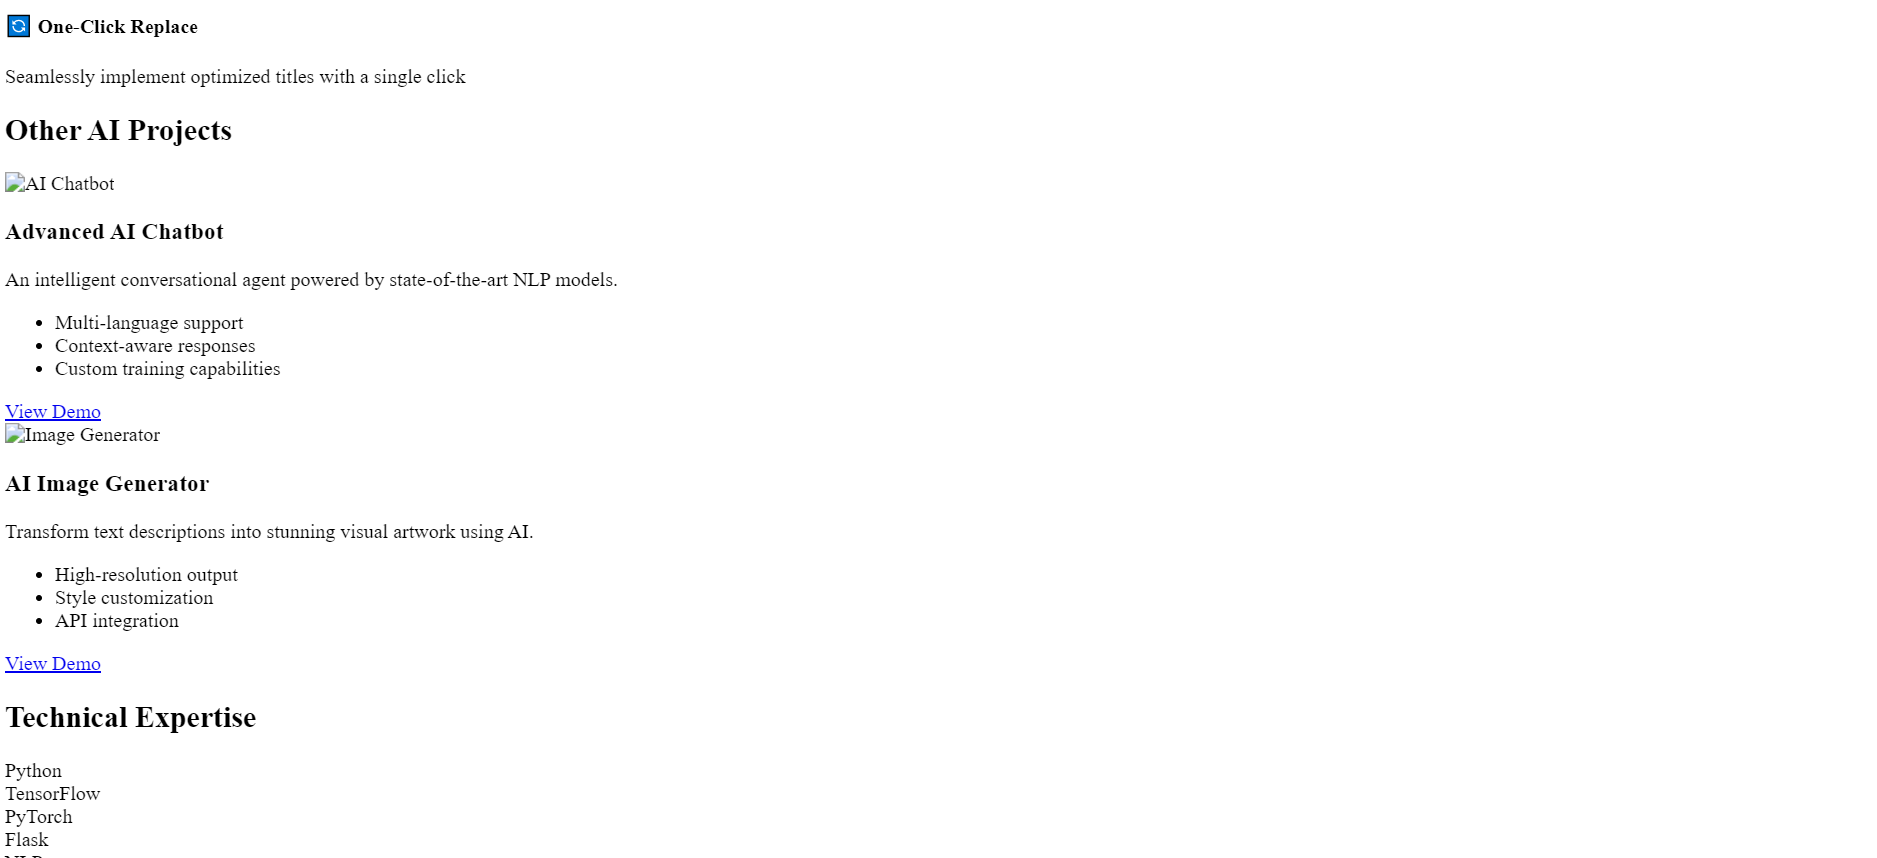 One-Click Replace
Seamlessly implement optimized titles with a single click
Other AI Projects
AI Chatbot
Advanced AI Chatbot
An intelligent conversational agent powered by state-of-the-art NLP models.
Multi-language support
Context-aware responses
Custom training capabilities
View Demo
Image Generator
AI Image Generator
Transform text descriptions into stunning visual artwork using AI.
High-resolution output
Style customization
API integration
View Demo
Technical Expertise
Python
TensorFlow
PyTorch
Flask